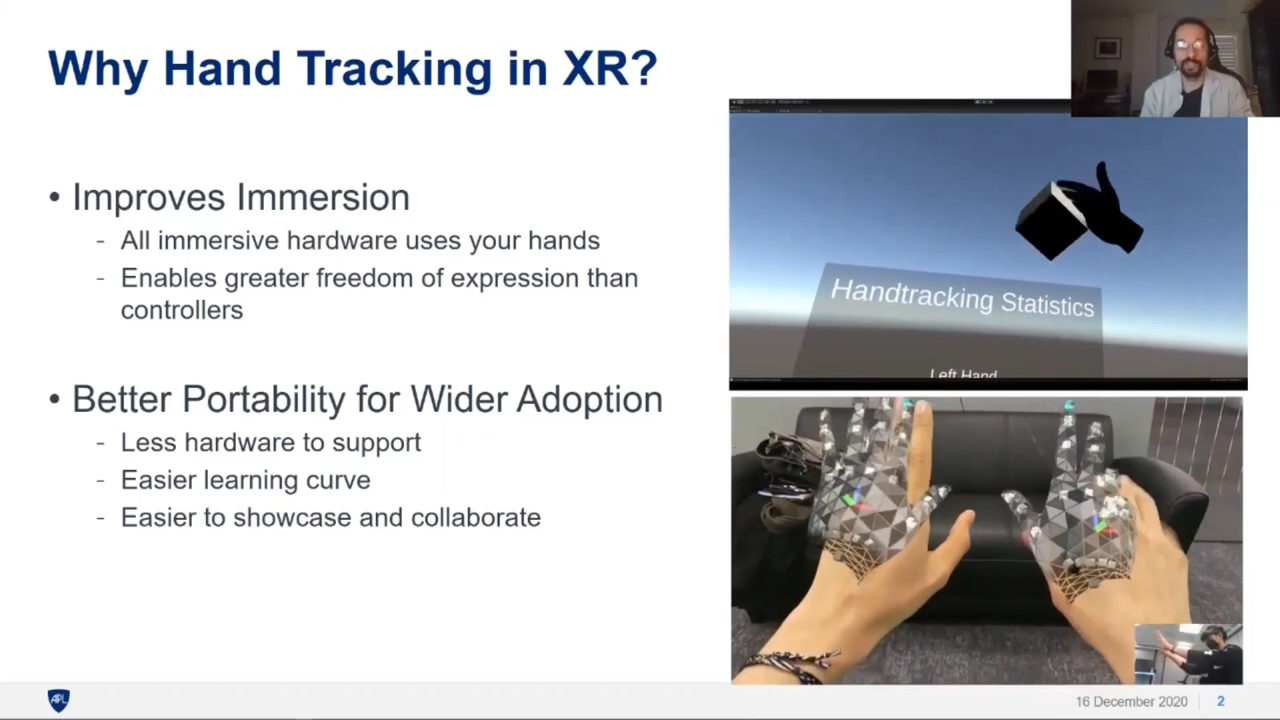 Why Hand Tracking in XR?
• Improves Immersion
- All immersive hardware uses your hands
- Enables greater freedom of expression than
controllers
• Better Portability for Wider Adoption
- Less hardware to support
- Easier learning curve
- Easier to showcase and collaborate
Handtracking Statistics
Left Hand
APL
16 December 2020
2